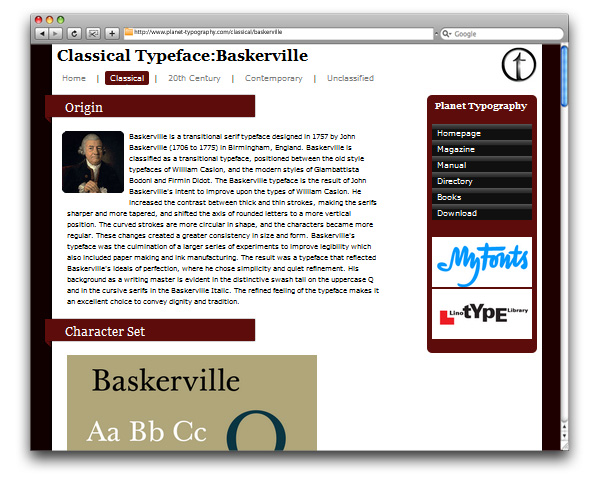 http://www.planet-typography.com/classical/baskerville
Google
Classical Typeface:Baskerville
Home | Classical | 20th Century | Contemporary | Unclassified
Origin
Baskerville is a transitional serif typeface designed in 1757 by John
Baskerville (1706 to 1775) in Birmingham, England. Baskerville is
classified as a transitional typeface, positioned between the old style
typefaces of William Caslon, and the modern styles of Giambattista
Bodoni and Firmin Didot. The Baskerville typeface is the result of John
Baskerville's intent to improve upon the types of William Caslon. He
increased the contrast between thick and thin strokes, making the serifs
sharper and more tapered, and shifted the axis of rounded letters to a more vertical
position. The curved strokes are more circular in shape, and the characters became more
regular. These changes created a greater consistency in size and form. Baskerville's
typeface was the culmination of a larger series of experiments to improve legibility which
also included paper making and ink manufacturing. The result was a typeface that reflected
Baskerville's ideals of perfection, where he chose simplicity and quiet refinement. His
background as a writing master is evident in the distinctive swash tail on the uppercase Q
and in the cursive serifs in the Baskerville Italic. The refined feeling of the typeface makes it
an excellent choice to convey dignity and tradition.
Character Set
Baskerville
Aa Bb Cc Q
t
Planet Typography
Homepage
Magazine
Manual
Directory
Books
Download
MyFonts
LinotYPE Library